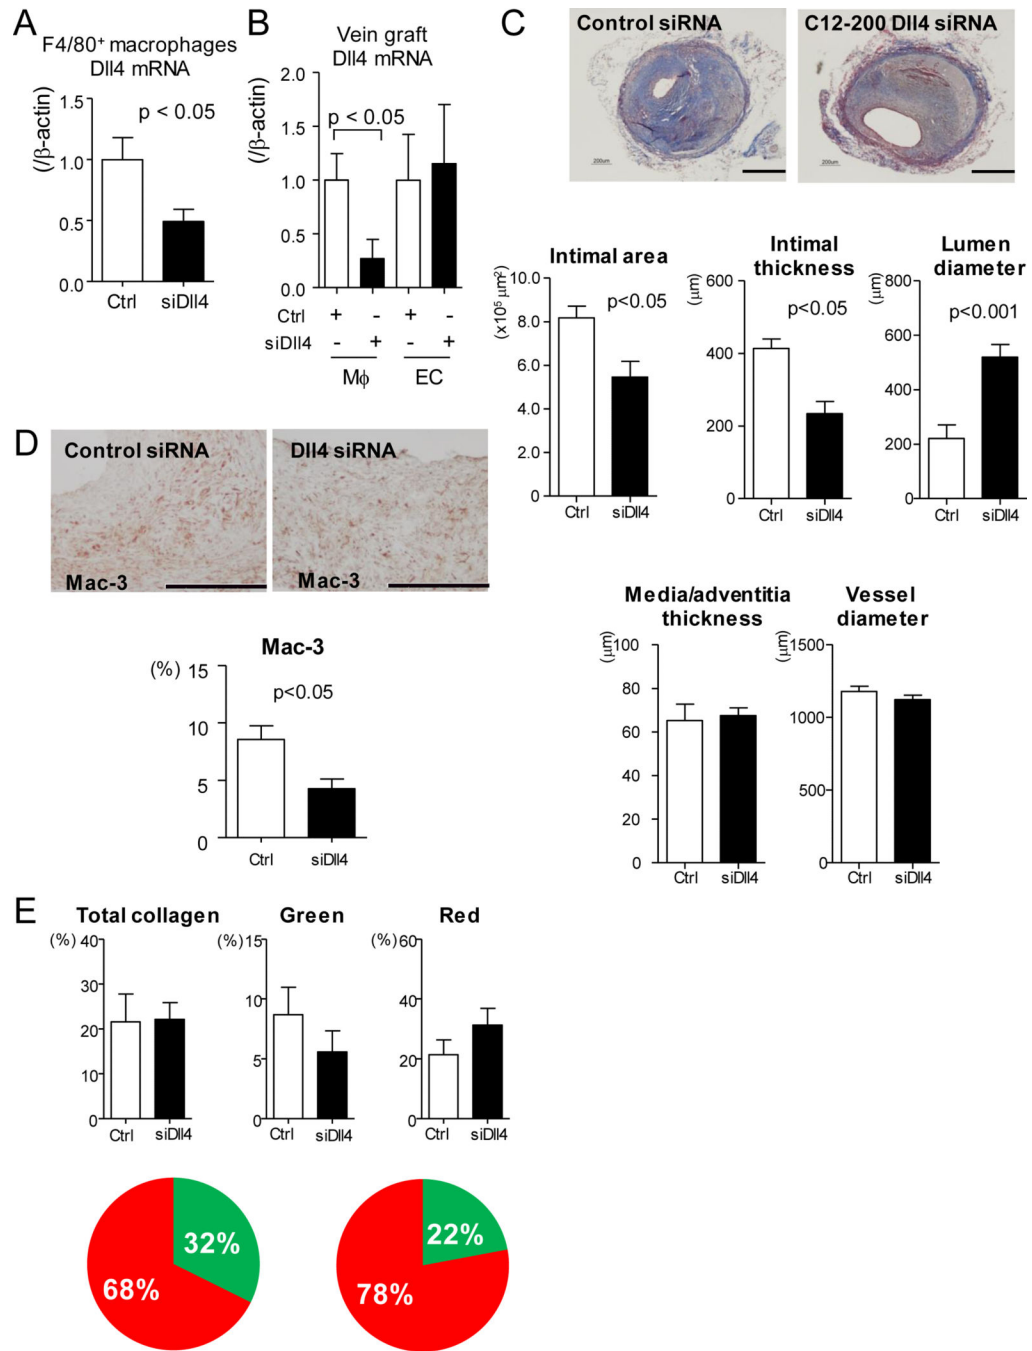 A
F4/80+ macrophages
Dll4 mRNA
(/β-actin)
1.5
1.0
0.5
0.0
p < 0.05
Ctrl
siDll4
B
Vein graft
Dll4 mRNA
(/β-actin)
2.0
1.5
1.0
0.5
0.0
p < 0.05
Ctrl + - + -
siDll4 - + - +
Mϕ EC
C
Control siRNA
C12-200 Dll4 siRNA
200um
200um
Intimal area
(x10⁵ μm²)
8.0
6.0
4.0
2.0
0.0
p<0.05
Ctrl siDll4
Intimal
thickness
(μm)
600
400
200
0
p<0.05
Ctrl siDll4
Lumen
diameter
(μm)
800
600
400
200
0
p<0.001
Ctrl siDll4
Media/adventitia
thickness
(μm)
100
80
60
40
20
0
Ctrl siDll4
Vessel
diameter
(μm)
1500
1000
500
0
Ctrl siDll4
D
Control siRNA
Mac-3
Dll4 siRNA
Mac-3
Mac-3
(%)
15
10
5
0
p<0.05
Ctrl siDll4
E
Total collagen
(%)
40
30
20
10
0
Ctrl siDll4
Green
(%)
15
10
5
0
Ctrl siDll4
Red
(%)
60
40
20
0
Ctrl siDll4
32%
68%
22%
78%